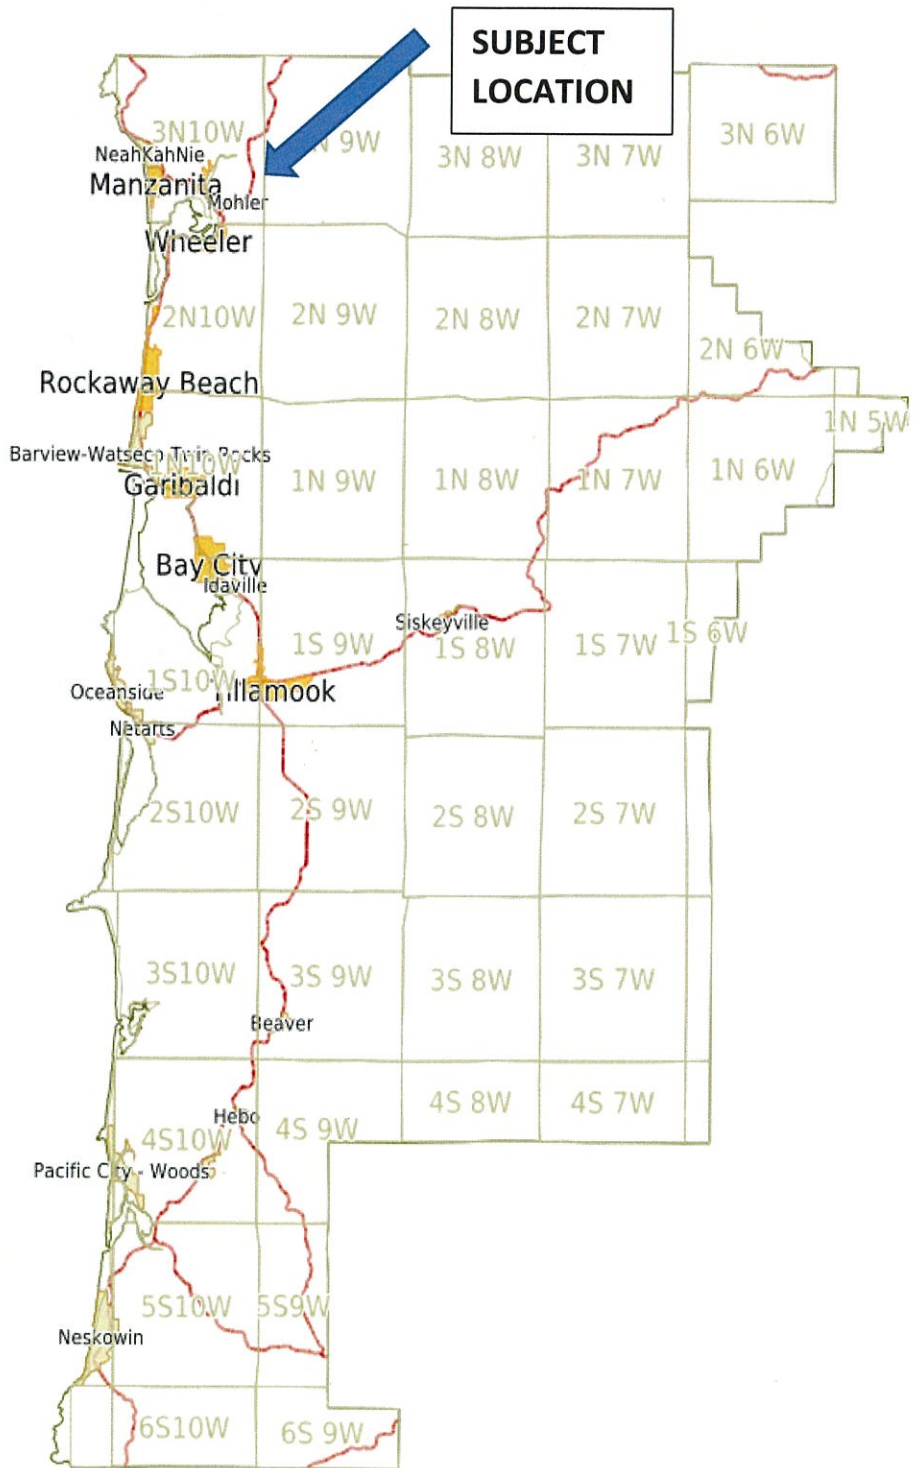 SUBJECT
LOCATION
3N10W
N 9W
3N 8W
3N 7W
3N 6W
NeahKahNie
Manzanita
Mohler
Wheeler
2N10W
2N 9W
2N 8W
2N 7W
2N 6W
Rockaway Beach
1N 5W
Barview-Watseco Twin Rocks
1N10W
1N 9W
1N 8W
1N 7W
1N 6W
Garibaldi
Bay City
Idaville
Siskeyville
1S 9W
1S 8W
1S 7W
1S 6W
1S10W
Oceanside
Tillamook
Netarts
2S10W
2S 9W
2S 8W
2S 7W
3S10W
3S 9W
3S 8W
3S 7W
Beaver
Hebo
4S10W
4S 9W
4S 8W
4S 7W
Pacific City - Woods
5S10W
5S9W
Neskowin
6S10W
6S 9W